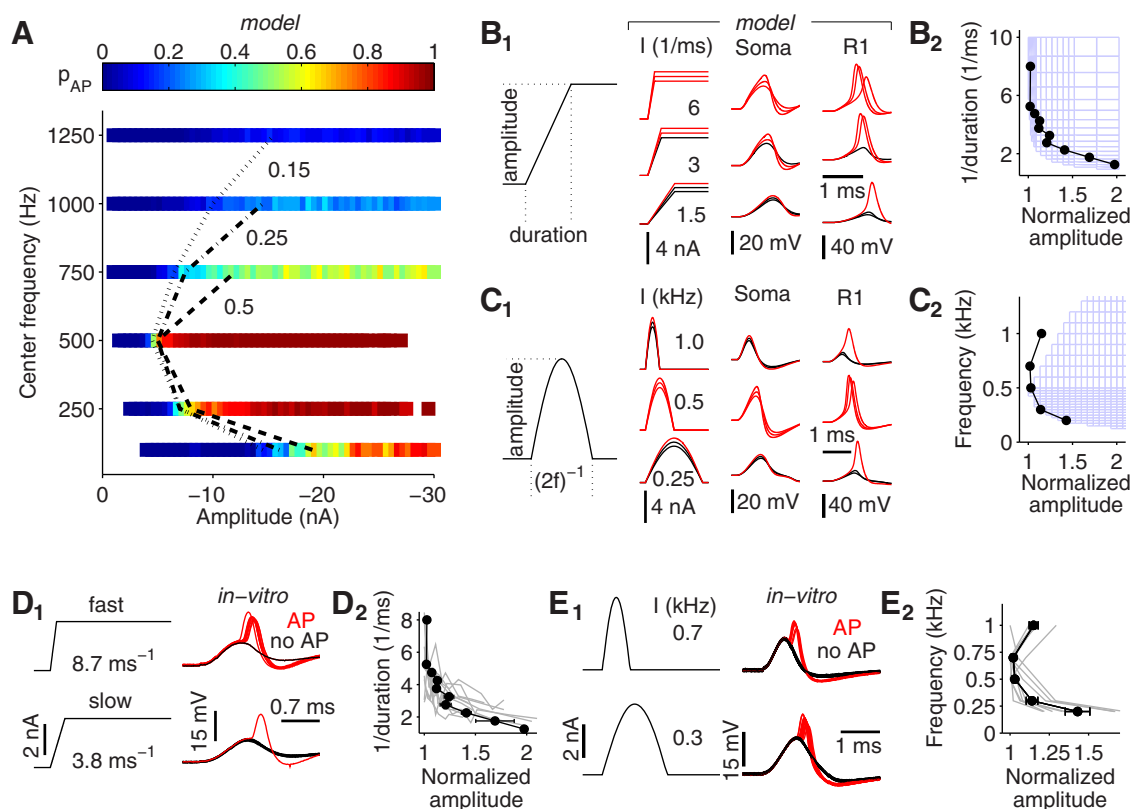 A
model
0 0.2 0.4 0.6 0.8 1
pAP
Center frequency (Hz)
1250
1000
750
500
250
0.15
0.25
0.5
0 −10 −20 −30
Amplitude (nA)
B1
amplitude
duration
model
I (1/ms) Soma R1
6
3
1.5
1 ms
4 nA 20 mV 40 mV
B2
1/duration (1/ms)
10
6
2
1 1.2 1.4 1.6 1.8 2
Normalized
amplitude
C1
amplitude
(2f)−1
I (kHz) Soma R1
1.0
0.5
0.25
1 ms
4 nA 20 mV 40 mV
C2
Frequency (kHz)
1
0.5
0
1 1.5 2
Normalized
amplitude
D1
fast
8.7 ms−1
slow
3.8 ms−1
2 nA
in−vitro
AP
no AP
0.7 ms
15 mV
D2
1/duration (1/ms)
8
6
4
2
1 1.5 2
Normalized
amplitude
E1
I (kHz)
0.7
0.3
2 nA
in−vitro
AP
no AP
1 ms
15 mV
E2
Frequency (kHz)
1
0.75
0.5
0.25
0
1 1.25 1.5
Normalized
amplitude